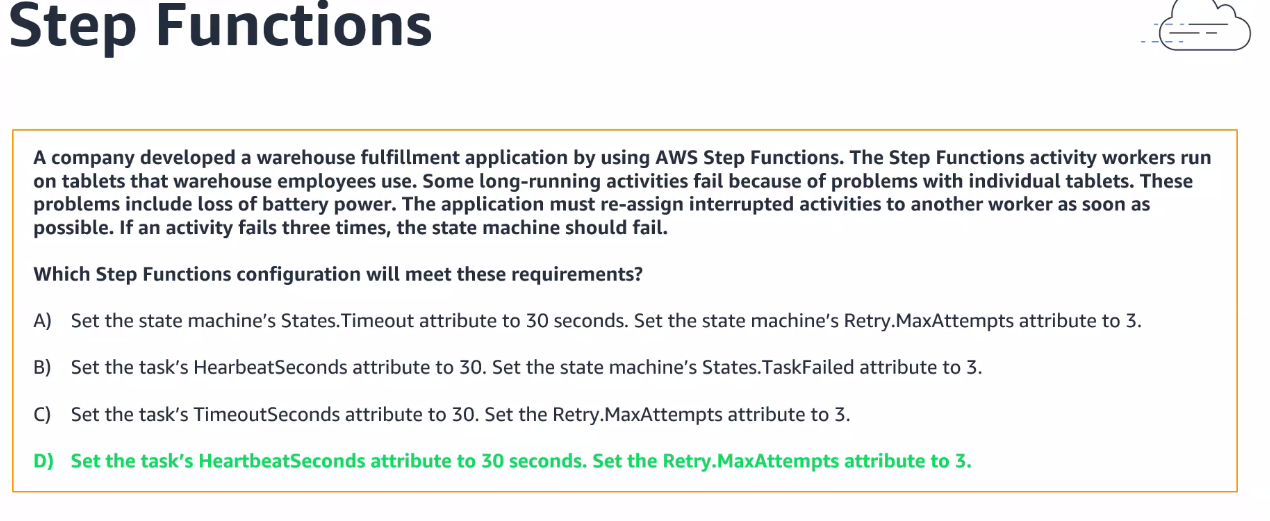 Step Functions
A company developed a warehouse fulfillment application by using AWS Step Functions. The Step Functions activity workers run
on tablets that warehouse employees use. Some long-running activities fail because of problems with individual tablets. These
problems include loss of battery power. The application must re-assign interrupted activities to another worker as soon as
possible. If an activity fails three times, the state machine should fail.
Which Step Functions configuration will meet these requirements?
A) Set the state machine's States.Timeout attribute to 30 seconds. Set the state machine's Retry.MaxAttempts attribute to 3.
B) Set the task's HearbeatSeconds attribute to 30. Set the state machine's States.TaskFailed attribute to 3.
C) Set the task's TimeoutSeconds attribute to 30. Set the Retry.MaxAttempts attribute to 3.
D) Set the task's HeartbeatSeconds attribute to 30 seconds. Set the Retry.MaxAttempts attribute to 3.